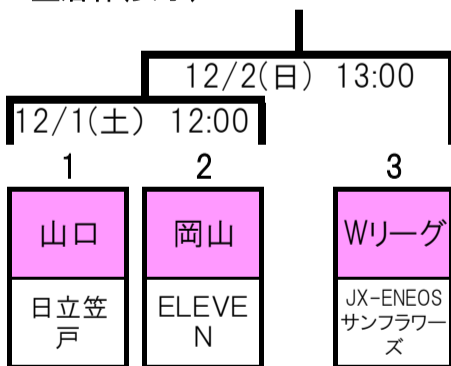 12/2(日) 13:00
12/1(土) 12:00
1 2 3
山口 岡山 Wリーグ
日立笠
戸
ELEVE
N
JX-ENEOS
サンフラワー
ズ